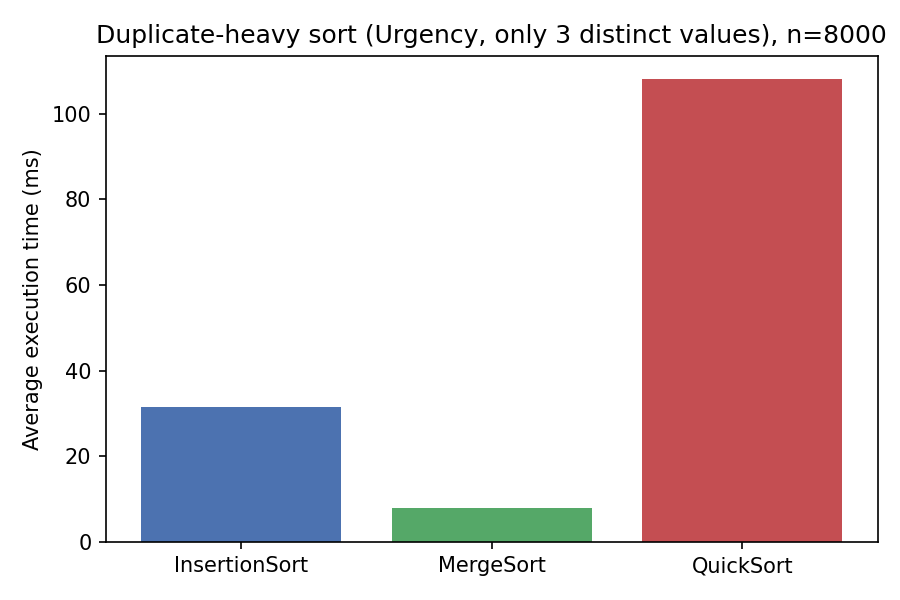 Duplicate-heavy sort (Urgency, only 3 distinct values), n=8000
Average execution time (ms)
100
80
60
40
20
0
InsertionSort
MergeSort
QuickSort